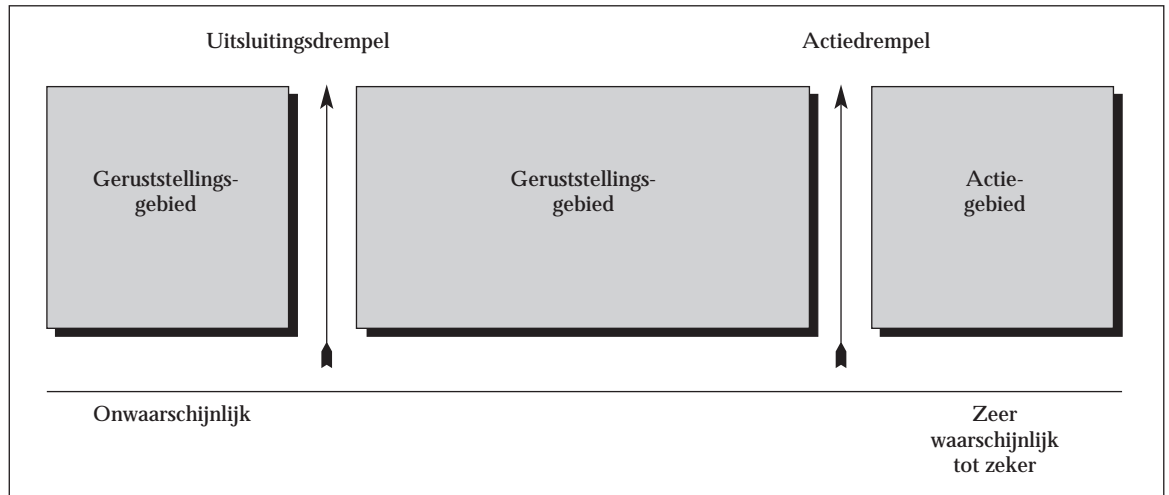 Uitsluitingsdrempel
Actiedrempel
Geruststellings-
gebied
Geruststellings-
gebied
Actie-
gebied
Onwaarschijnlijk
Zeer
waarschijnlijk
tot zeker